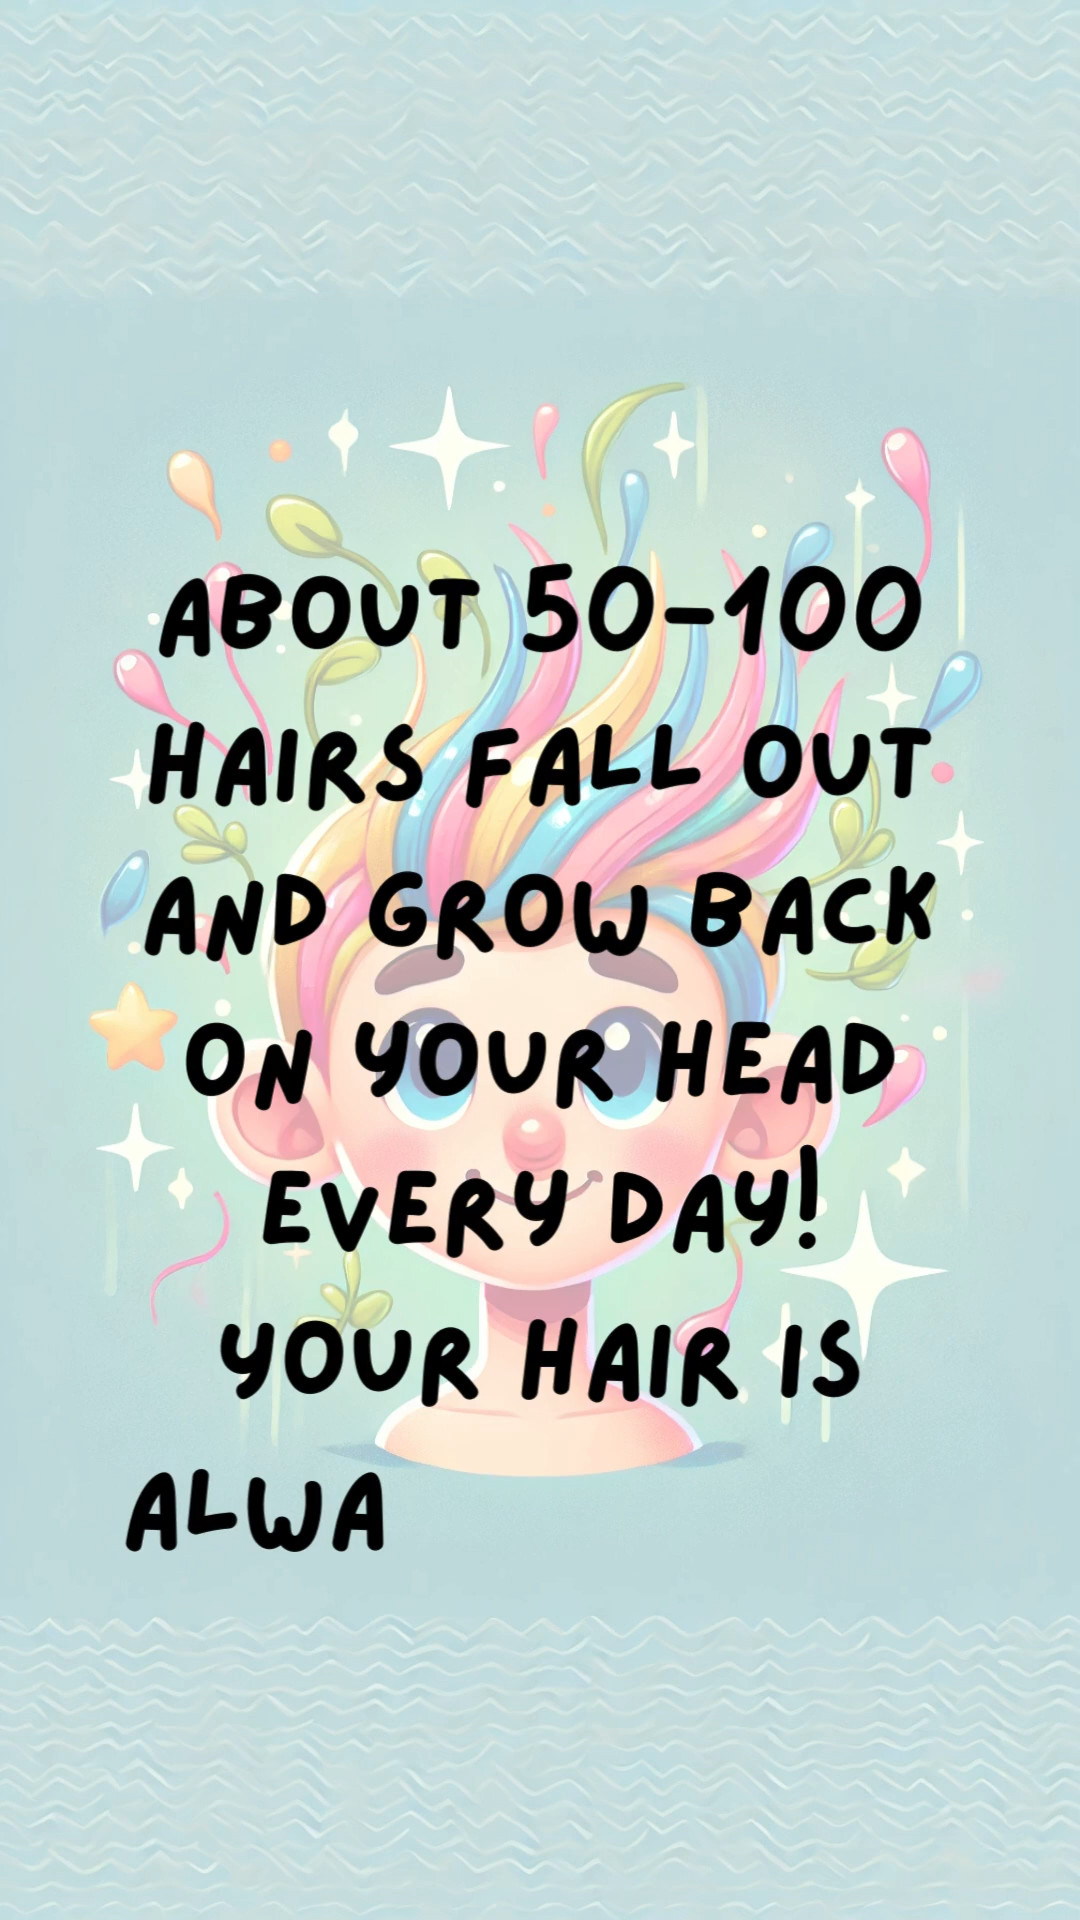 ABOUT 50-100
HAIRS FALL OUT
AND GROW BACK
ON YOUR HEAD
EVERY DAY!
YOUR HAIR IS
ALWA